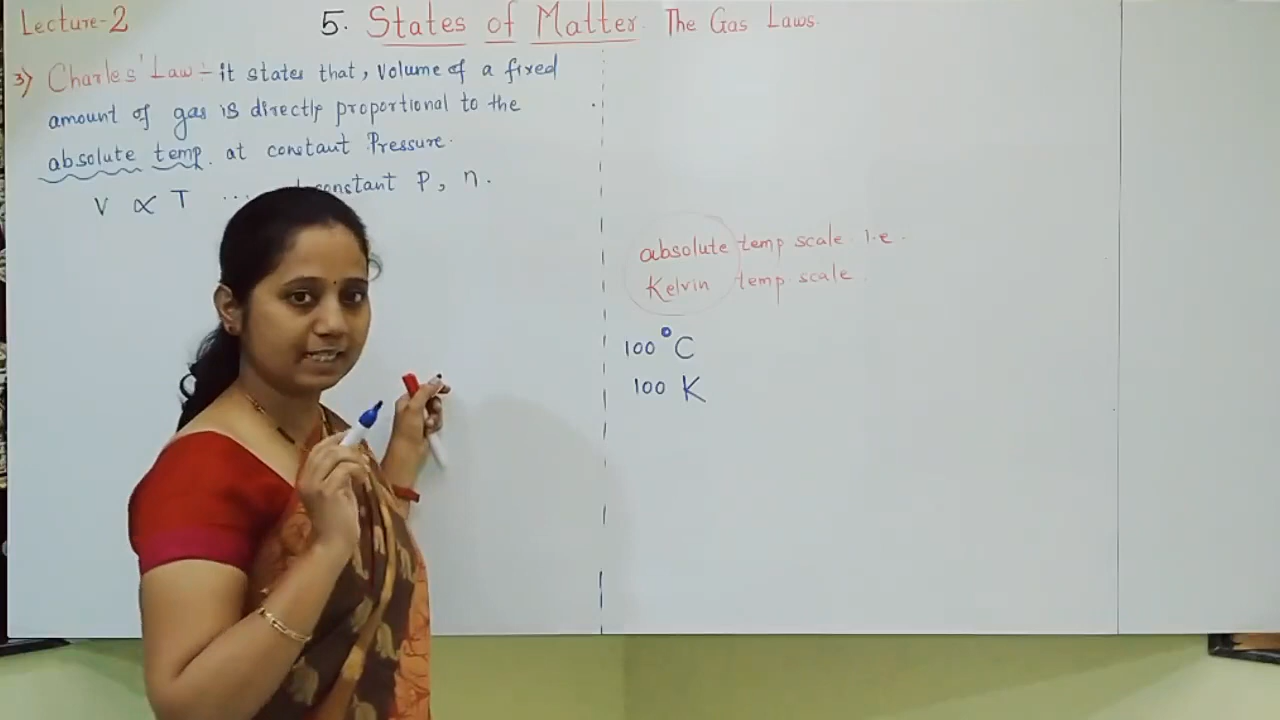 Lecture-2
5. States of Matter. The Gas Laws.
3) Charles' Law :- it states that, Volume of a fixed
amount of gas is directly proportional to the
absolute temp. at constant Pressure.
V ∝ T ... constant P, n.
absolute temp scale i.e.
Kelvin temp scale.
100°C
100 K